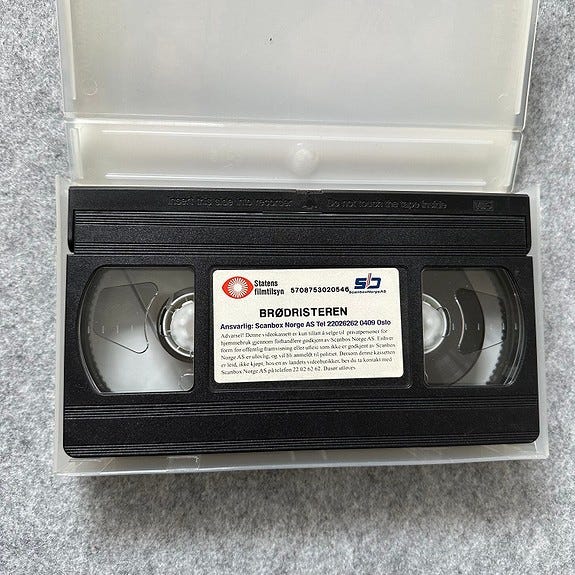 Insert this side into recorder Do not touch the tape inside VHS
Statens
filmtilsyn
5708753020546
ScanboxNorge AS
BRØDRISTEREN
Ansvarlig: Scanbox Norge AS Tel 22026262 0409 Oslo
Advarsel! Denne videokassett er kun tillatt å selge til privatpersoner for
hjemmebruk gjennom forhandlere godkjent av Scanbox Norge AS. Enhver
form for offentlig framvisning eller utleie som ikke er godkjent av Scanbox
Norge AS er ulovlig, og vil bli anmeldt til politiet. Dersom denne kassetten
er leid, ikke kjøpt, hos en av landets videobutikker, bes du ta kontakt med
Scanbox Norge AS på telefon 22 02 62 62. Dusør utloves